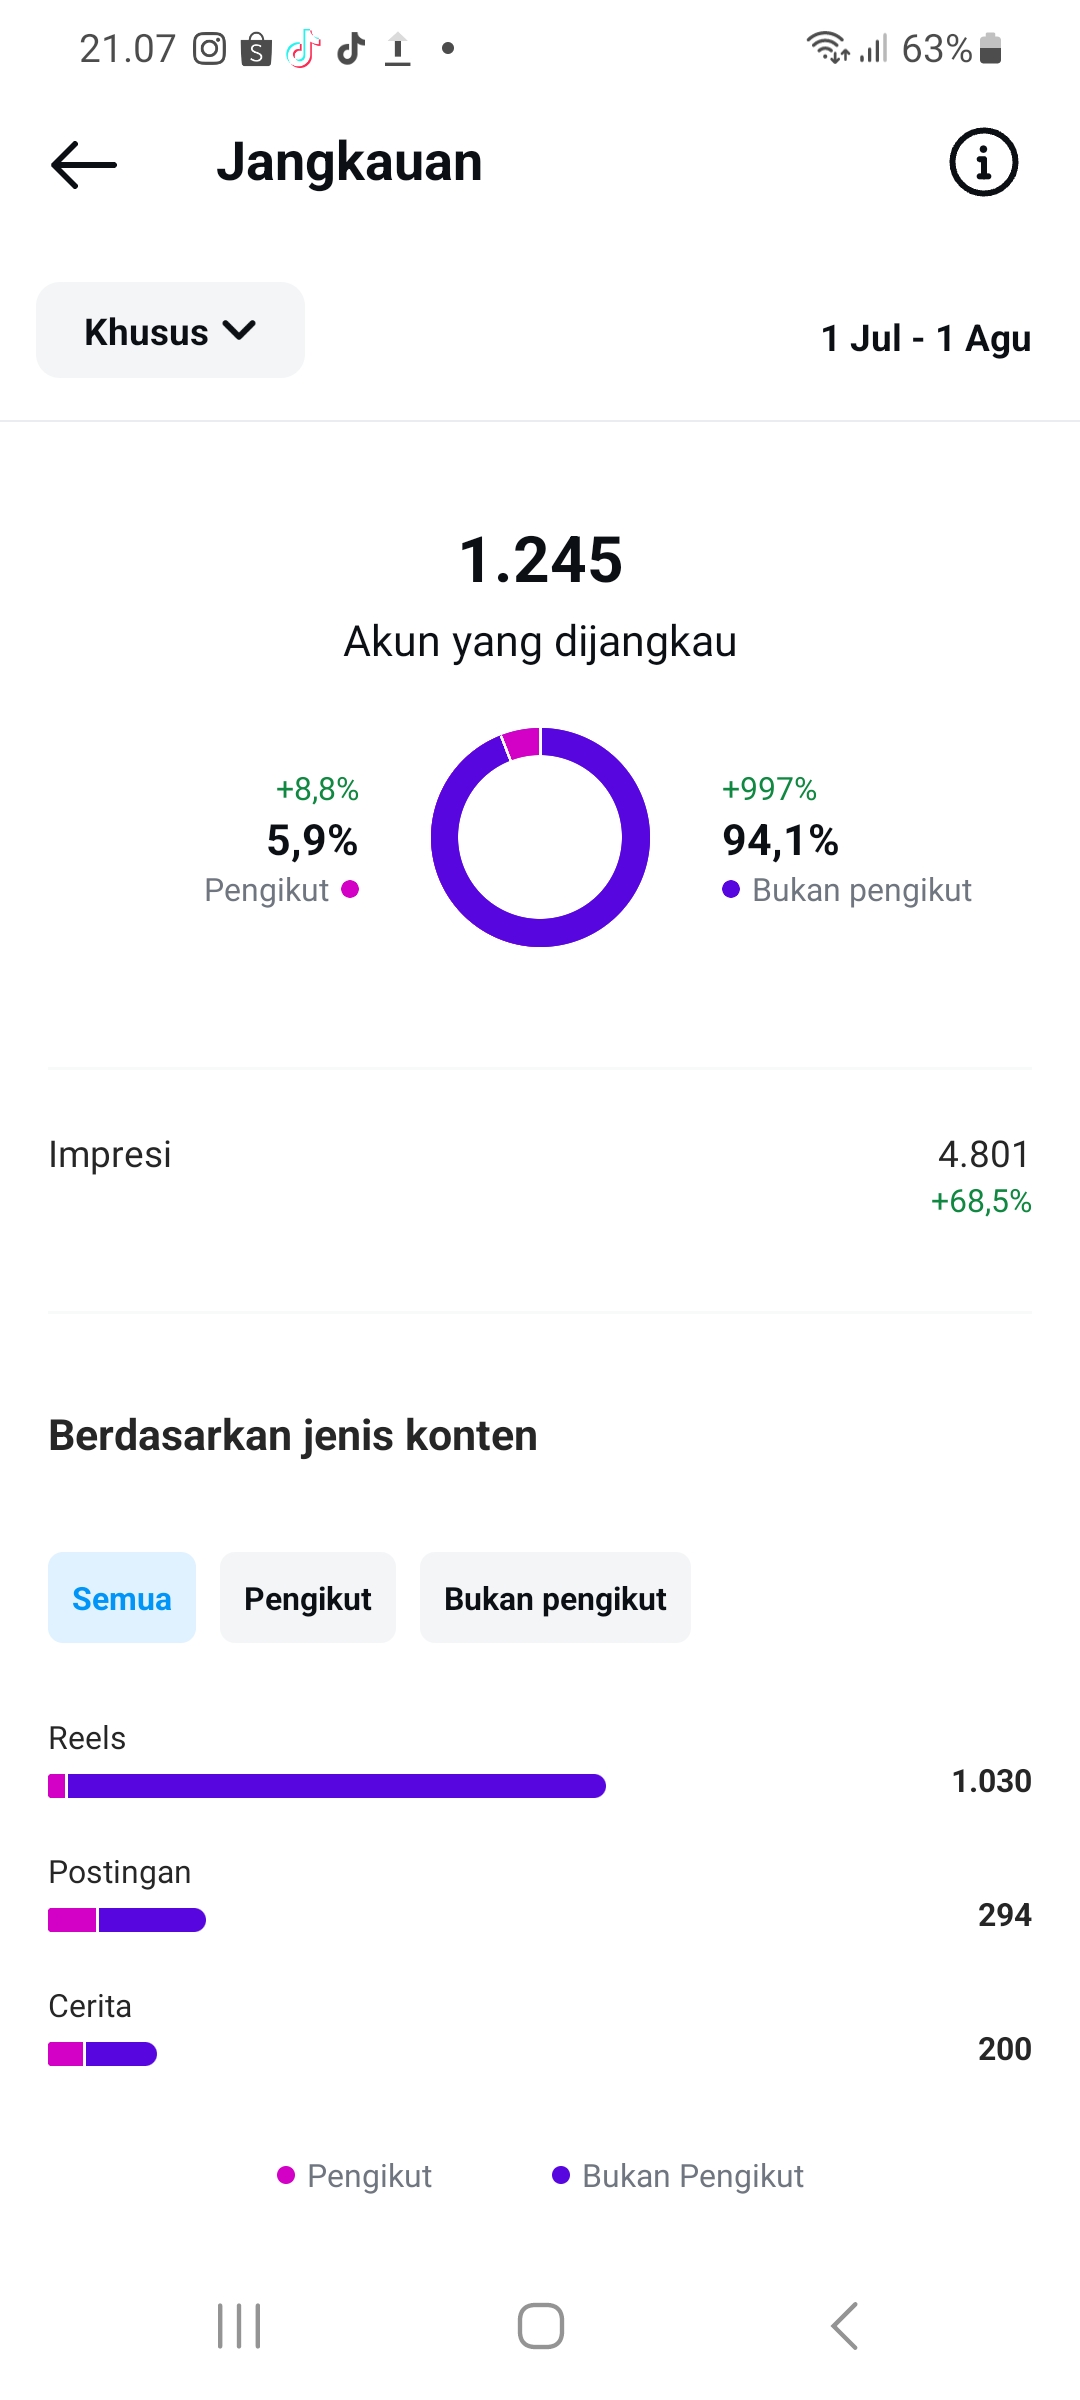 21.07 63%
Jangkauan
Khusus 1 Jul - 1 Agu
1.245
Akun yang dijangkau
+8,8% +997%
5,9% 94,1%
Pengikut Bukan pengikut
Impresi 4.801
+68,5%
Berdasarkan jenis konten
Semua Pengikut Bukan pengikut
Reels
1.030
Postingan
294
Cerita
200
Pengikut Bukan Pengikut